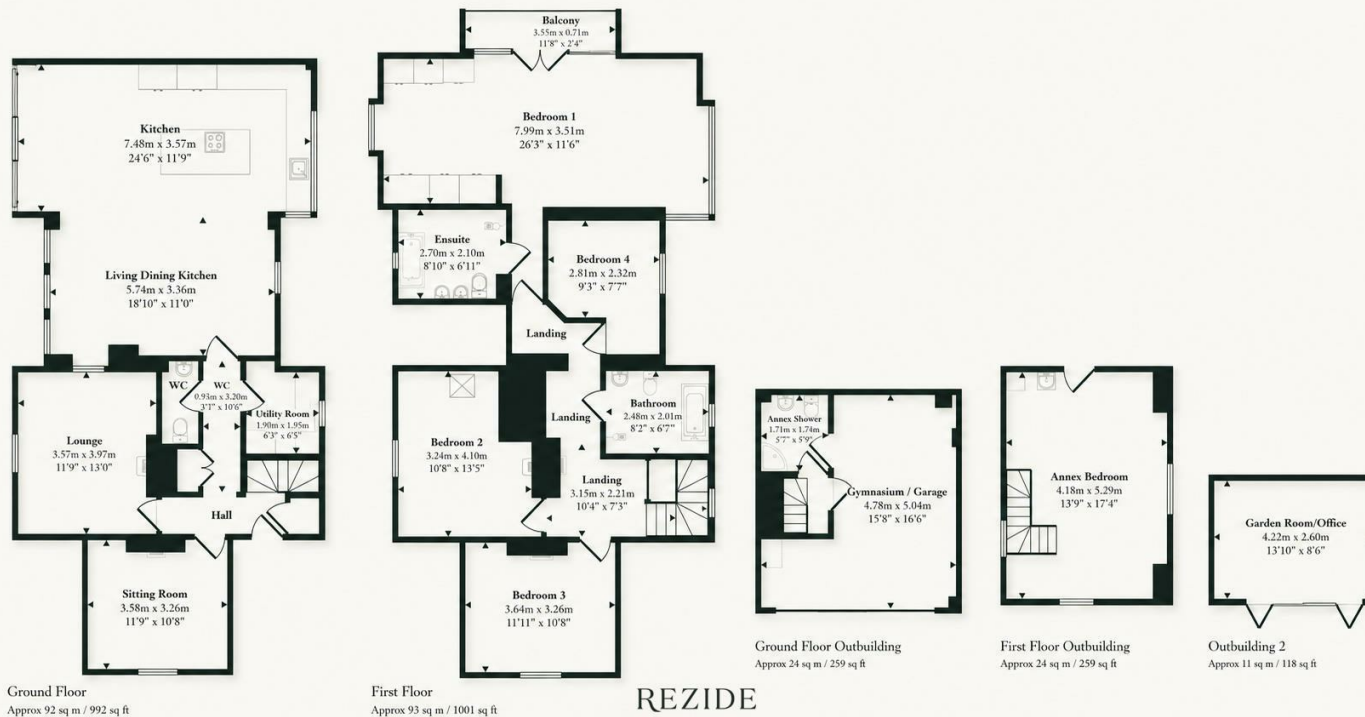 Kitchen
7.48m x 3.57m
24'6" x 11'9"
Living Dining Kitchen
5.74m x 3.36m
18'10" x 11'0"
WC
WC
0.93m x 3.20m
3'1" x 10'6"
Utility Room
1.90m x 1.95m
6'3" x 6'5"
Lounge
3.57m x 3.97m
11'9" x 13'0"
Hall
Sitting Room
3.58m x 3.26m
11'9" x 10'8"
Ground Floor
Approx 92 sq m / 992 sq ft
Balcony
3.55m x 0.71m
11'8" x 2'4"
Bedroom 1
7.99m x 3.51m
26'3" x 11'6"
Ensuite
2.70m x 2.10m
8'10" x 6'11"
Bedroom 4
2.81m x 2.32m
9'3" x 7'7"
Landing
Landing
Bathroom
2.48m x 2.01m
8'2" x 6'7"
Bedroom 2
3.24m x 4.10m
10'8" x 13'5"
Landing
3.15m x 2.21m
10'4" x 7'3"
Bedroom 3
3.64m x 3.26m
11'11" x 10'8"
First Floor
Approx 93 sq m / 1001 sq ft
Annex Shower
1.71m x 1.74m
5'7" x 5'9"
Gymnasium / Garage
4.78m x 5.04m
15'8" x 16'6"
Ground Floor Outbuilding
Approx 24 sq m / 259 sq ft
Annex Bedroom
4.18m x 5.29m
13'9" x 17'4"
First Floor Outbuilding
Approx 24 sq m / 259 sq ft
Garden Room/Office
4.22m x 2.60m
13'10" x 8'6"
Outbuilding 2
Approx 11 sq m / 118 sq ft
REZIDE